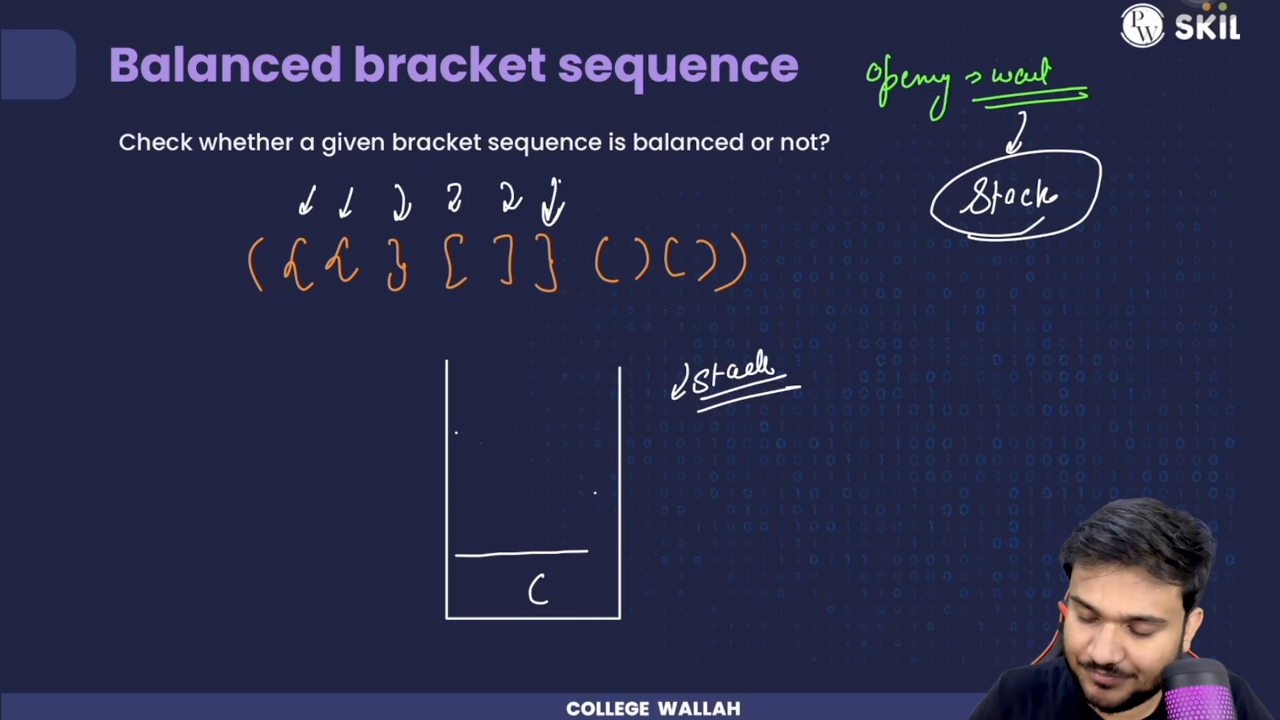 PW SKIL
Balanced bracket sequence
Opening → wait
Check whether a given bracket sequence is balanced or not?
Stack
( { { } [ ] } ( ) ( ) )
Stack
(
COLLEGE WALLAH